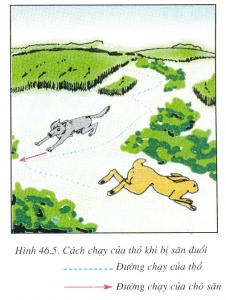 Hình 46.5. Cách chạy của thỏ khi bị săn đuổi
Đường chạy của thỏ
Đường chạy của chó săn